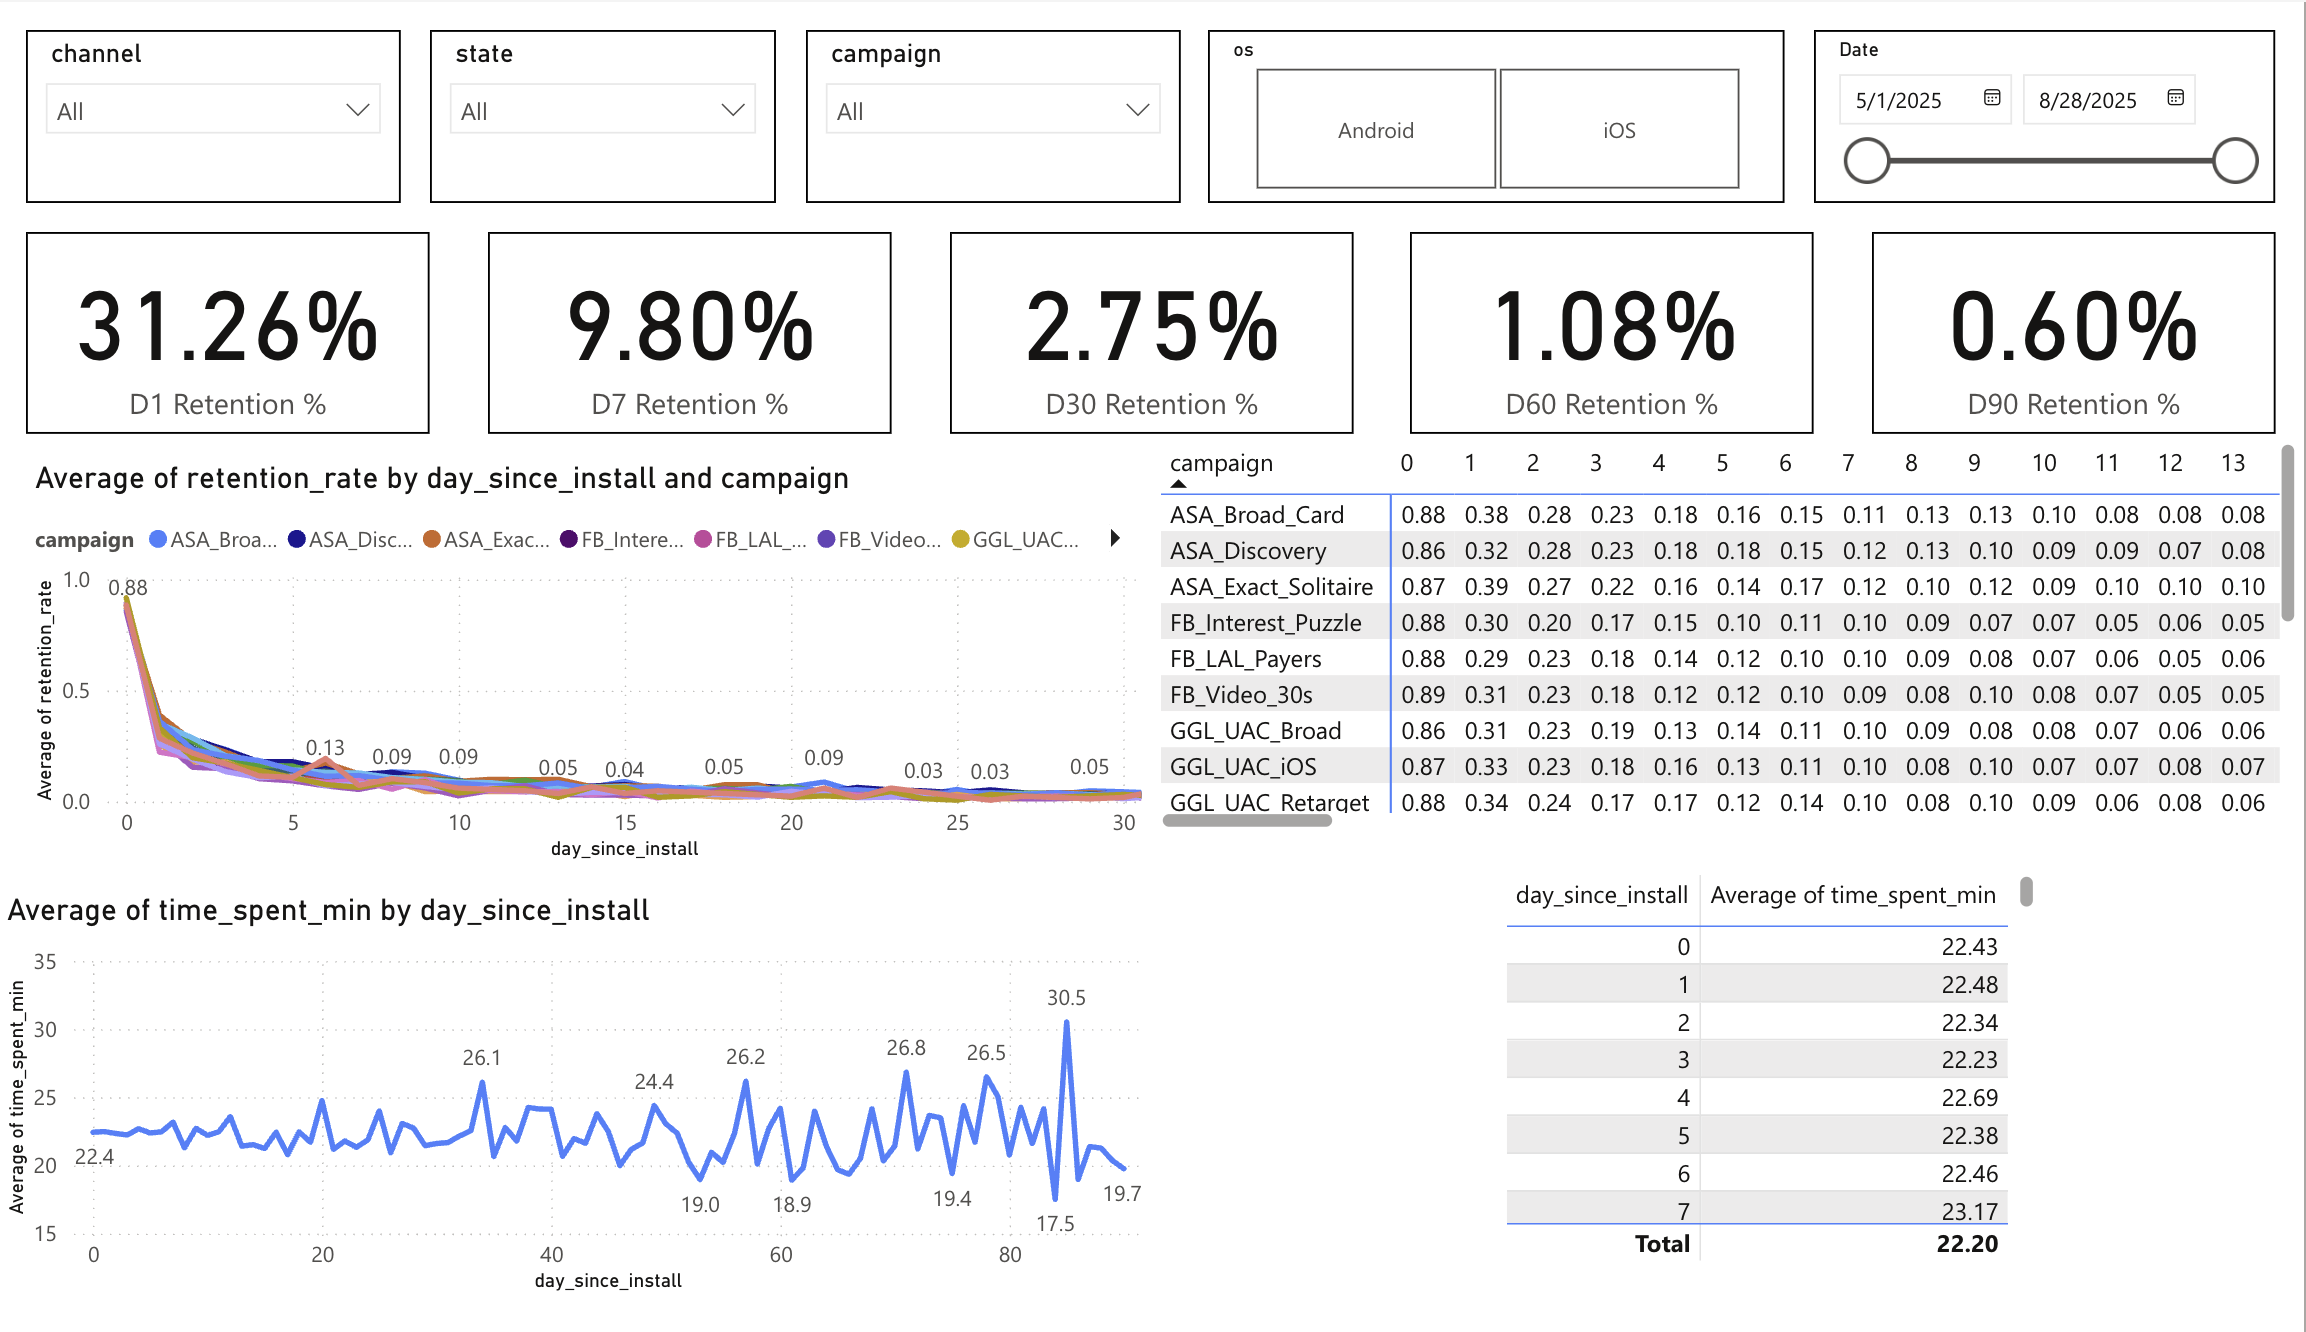 channel
All
state
All
campaign
All
os
Android
iOS
Date
5/1/2025
8/28/2025
31.26%
D1 Retention %
9.80%
D7 Retention %
2.75%
D30 Retention %
1.08%
D60 Retention %
0.60%
D90 Retention %
Average of retention_rate by day_since_install and campaign
campaign ASA_Broa... ASA_Disc... ASA_Exac... FB_Intere... FB_LAL_... FB_Video... GGL_UAC...
Average of retention_rate
1.0
0.5
0.0
0.88
0.13
0.09
0.09
0.05
0.04
0.05
0.09
0.03
0.03
0.05
0 5 10 15 20 25 30
day_since_install
campaign 0 1 2 3 4 5 6 7 8 9 10 11 12 13
ASA_Broad_Card 0.88 0.38 0.28 0.23 0.18 0.16 0.15 0.11 0.13 0.13 0.10 0.08 0.08 0.08
ASA_Discovery 0.86 0.32 0.28 0.23 0.18 0.18 0.15 0.12 0.13 0.10 0.09 0.09 0.07 0.08
ASA_Exact_Solitaire 0.87 0.39 0.27 0.22 0.16 0.14 0.17 0.12 0.10 0.12 0.09 0.10 0.10 0.10
FB_Interest_Puzzle 0.88 0.30 0.20 0.17 0.15 0.10 0.11 0.10 0.09 0.07 0.07 0.05 0.06 0.05
FB_LAL_Payers 0.88 0.29 0.23 0.18 0.14 0.12 0.10 0.10 0.09 0.08 0.07 0.06 0.05 0.06
FB_Video_30s 0.89 0.31 0.23 0.18 0.12 0.12 0.10 0.09 0.08 0.10 0.08 0.07 0.05 0.05
GGL_UAC_Broad 0.86 0.31 0.23 0.19 0.13 0.14 0.11 0.10 0.09 0.08 0.08 0.07 0.06 0.06
GGL_UAC_iOS 0.87 0.33 0.23 0.18 0.16 0.13 0.11 0.10 0.08 0.10 0.07 0.07 0.08 0.07
GGL_UAC_Retarget 0.88 0.34 0.24 0.17 0.17 0.12 0.14 0.10 0.08 0.10 0.09 0.06 0.08 0.06
Average of time_spent_min by day_since_install
Average of time_spent_min
35
30
25
20
15
22.4
26.1
24.4
19.0
26.2
18.9
26.8
19.4
26.5
17.5
30.5
19.7
0 20 40 60 80
day_since_install
day_since_install Average of time_spent_min
0 22.43
1 22.48
2 22.34
3 22.23
4 22.69
5 22.38
6 22.46
7 23.17
Total 22.20